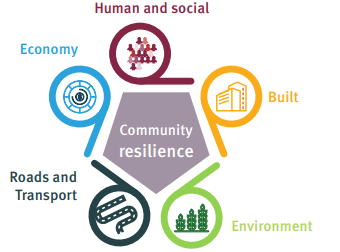 Human and social
Economy
Built
Community
resilience
Roads and
Transport
Environment